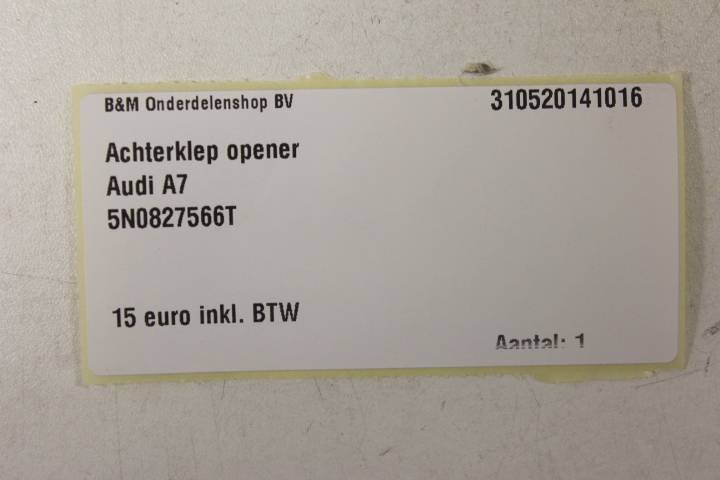 B&M Onderdelenshop BV 310520141016
Achterklep opener
Audi A7
5N0827566T
15 euro inkl. BTW
Aantal: 1